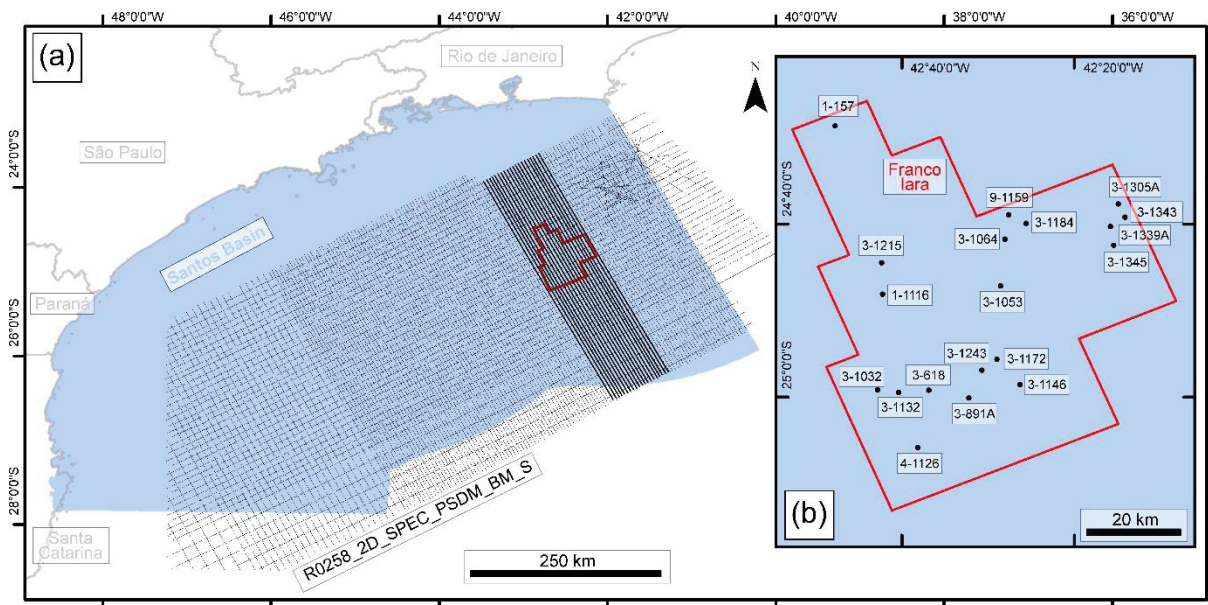 48°0'0"W
46°0'0"W
44°0'0"W
42°0'0"W
40°0'0"W
38°0'0"W
36°0'0"W
(a)
Rio de Janeiro
São Paulo
Santos Basin
Paraná
Santa
Catarina
24°0'0"S
26°0'0"S
28°0'0"S
R0258_2D_SPEC_PSDM_BM_S
250 km
N
42°40'0"W
42°20'0"W
24°40'0"S
25°0'0"S
1-157
Franco
Iara
9-1159
3-1184
3-1064
3-1305A
3-1343
3-1339A
3-1345
3-1215
1-1116
3-1053
3-1243
3-1172
3-1032
3-618
3-1146
3-1132
3-891A
4-1126
(b)
20 km